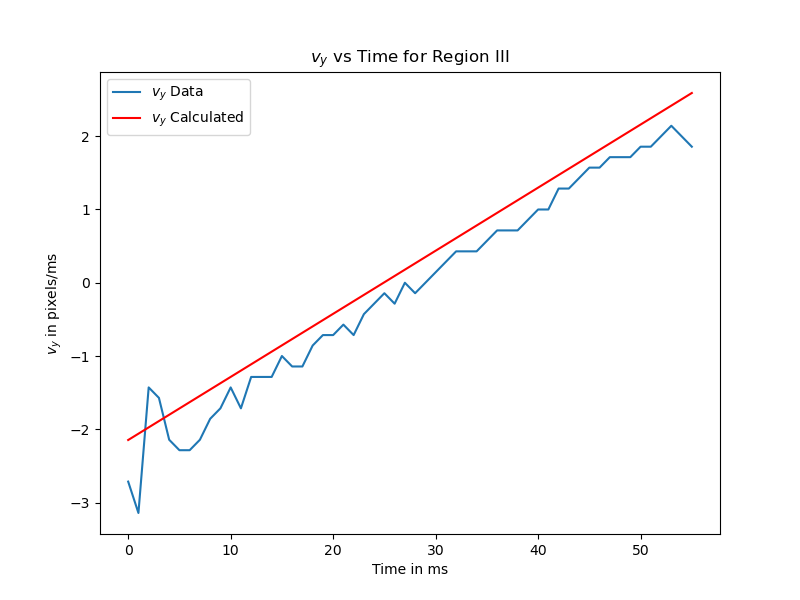 v_y vs Time for Region III
v_y Data
v_y Calculated
2
1
0
−1
−2
−3
v_y in pixels/ms
0 10 20 30 40 50
Time in ms